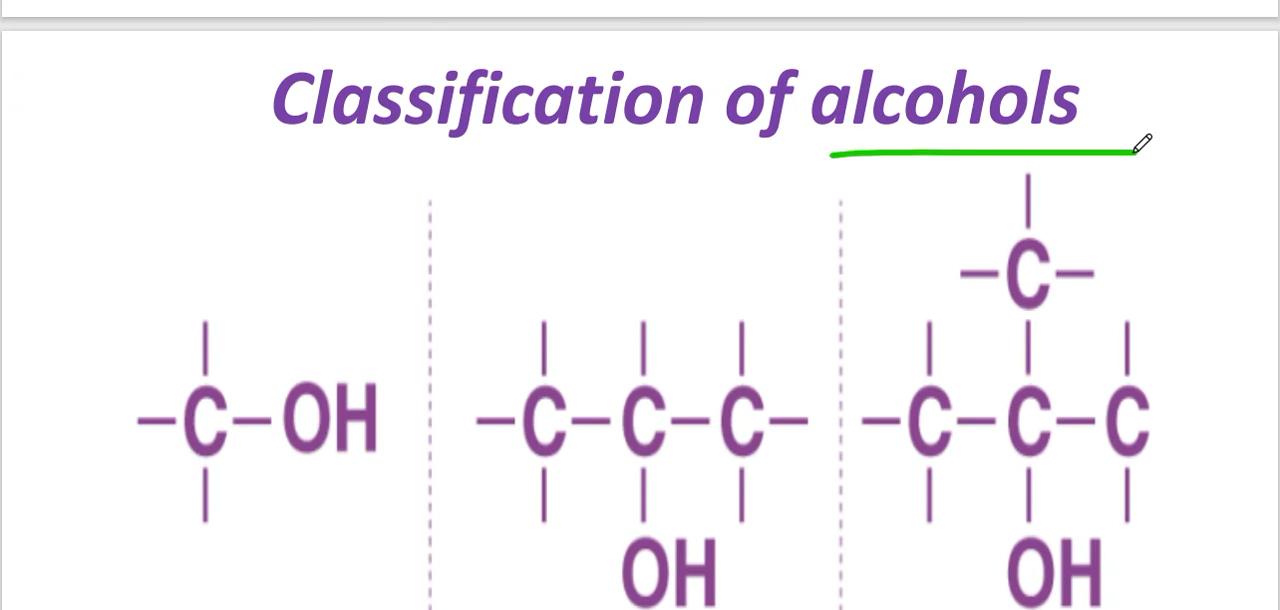 Classification of alcohols
–C–
–C–OH
–C–C–C–
–C–C–C
OH
OH